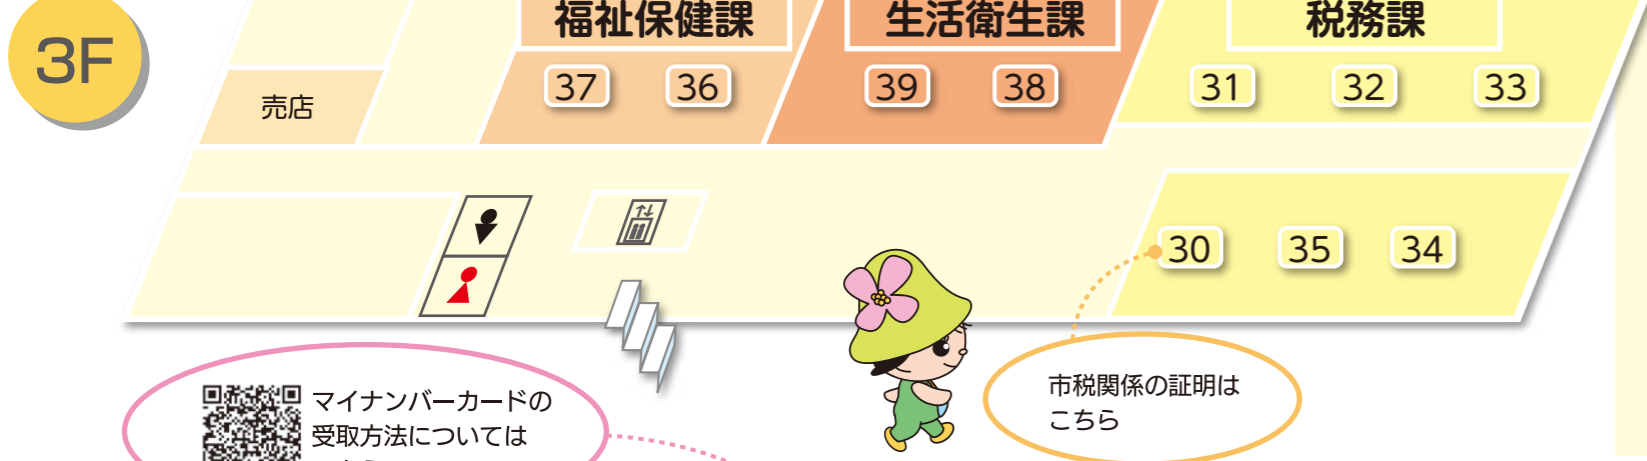 3F
福祉保健課
生活衛生課
税務課
37
36
39
38
31
32
33
売店
30
35
34
市税関係の証明は
こちら
マイナンバーカードの
受取方法については